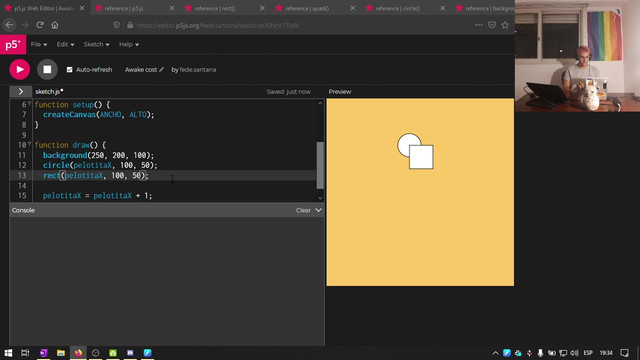 p5.js Web Editor | Awake
reference | p5.js
reference | rect()
reference | quad()
reference | circle()
reference | backgroun
https://editor.p5js.org/fede.santana/sketches/
p5* File Edit Sketch Help
Auto-refresh Awake cost by fede.santana
sketch.js* Saved: just now Preview
6 function setup() {
7 createCanvas(ANCHO, ALTO);
8 }
9
10 function draw() {
11 background(250, 200, 100);
12 circle(pelotitaX, 100, 50);
13 rect(pelotitaX, 100, 50);
14
15 pelotitaX = pelotitaX + 1;
Console Clear
ESP 19:34